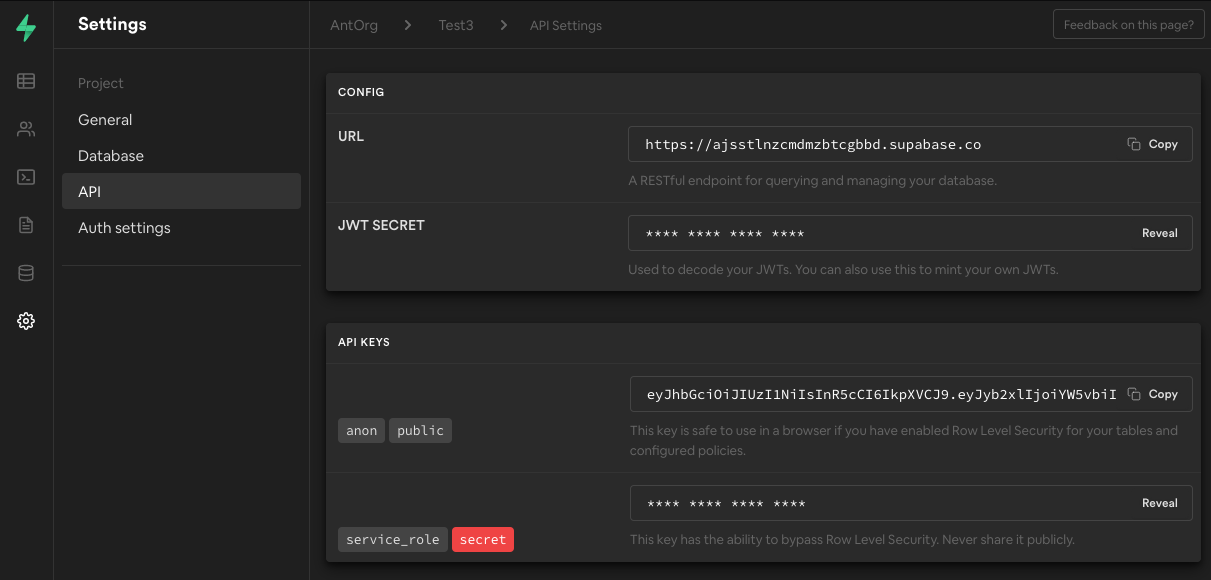 Settings
AntOrg > Test3 > API Settings
Feedback on this page?
Project
General
Database
API
Auth settings
CONFIG
URL
https://ajsstlnzcmdmzbtcgbbd.supabase.co
Copy
A RESTful endpoint for querying and managing your database.
JWT SECRET
**** **** **** ****
Reveal
Used to decode your JWTs. You can also use this to mint your own JWTs.
API KEYS
anon public
eyJhbGciOiJIUzI1NiIsInR5cCI6IkpXVCJ9.eyJyb2xlIjoiYW5vbiI
Copy
This key is safe to use in a browser if you have enabled Row Level Security for your tables and
configured policies.
service_role secret
**** **** **** ****
Reveal
This key has the ability to bypass Row Level Security. Never share it publicly.